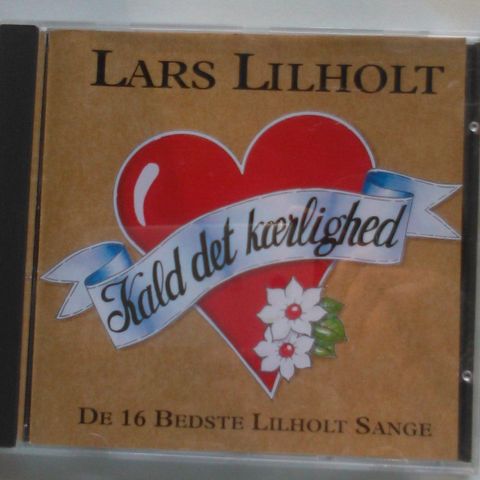 LARS LILHOLT
Kald det kærlighed
DE 16 BEDSTE LILHOLT SANGE